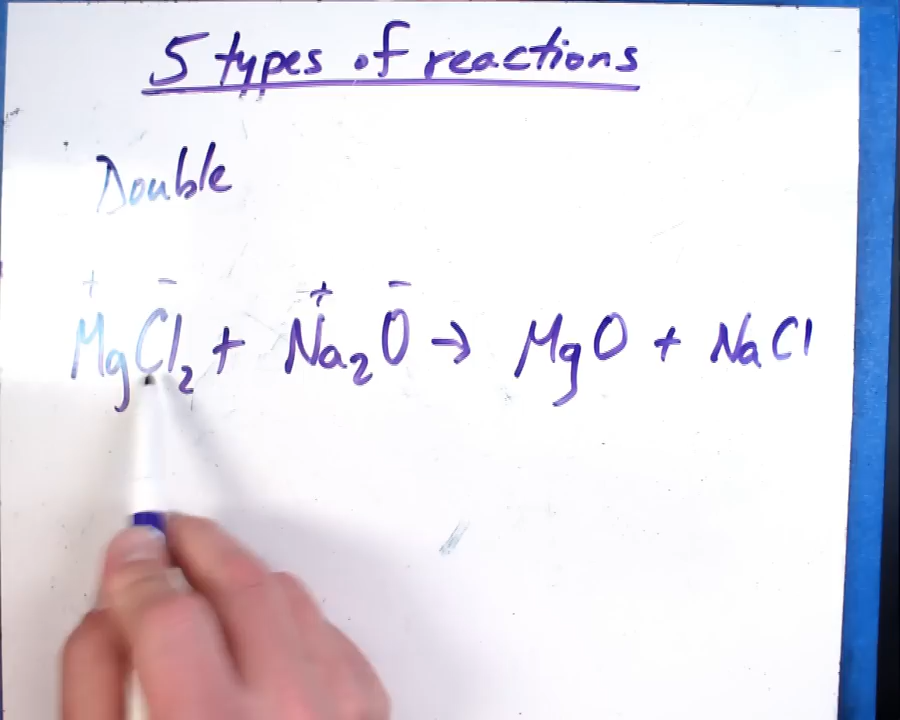 5 types of reactions
Double
+ - + -
MgCl₂ + Na₂O → MgO + NaCl